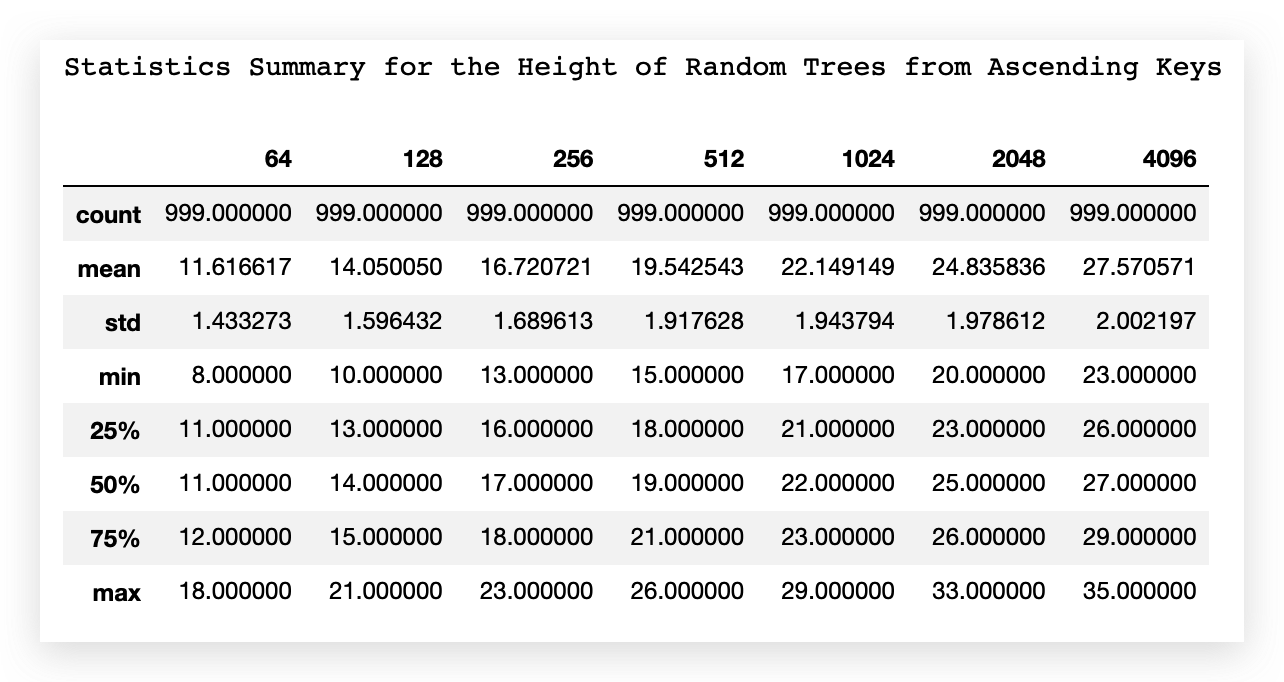 Statistics Summary for the Height of Random Trees from Ascending Keys
64 128 256 512 1024 2048 4096
count 999.000000 999.000000 999.000000 999.000000 999.000000 999.000000 999.000000
mean 11.616617 14.050050 16.720721 19.542543 22.149149 24.835836 27.570571
std 1.433273 1.596432 1.689613 1.917628 1.943794 1.978612 2.002197
min 8.000000 10.000000 13.000000 15.000000 17.000000 20.000000 23.000000
25% 11.000000 13.000000 16.000000 18.000000 21.000000 23.000000 26.000000
50% 11.000000 14.000000 17.000000 19.000000 22.000000 25.000000 27.000000
75% 12.000000 15.000000 18.000000 21.000000 23.000000 26.000000 29.000000
max 18.000000 21.000000 23.000000 26.000000 29.000000 33.000000 35.000000